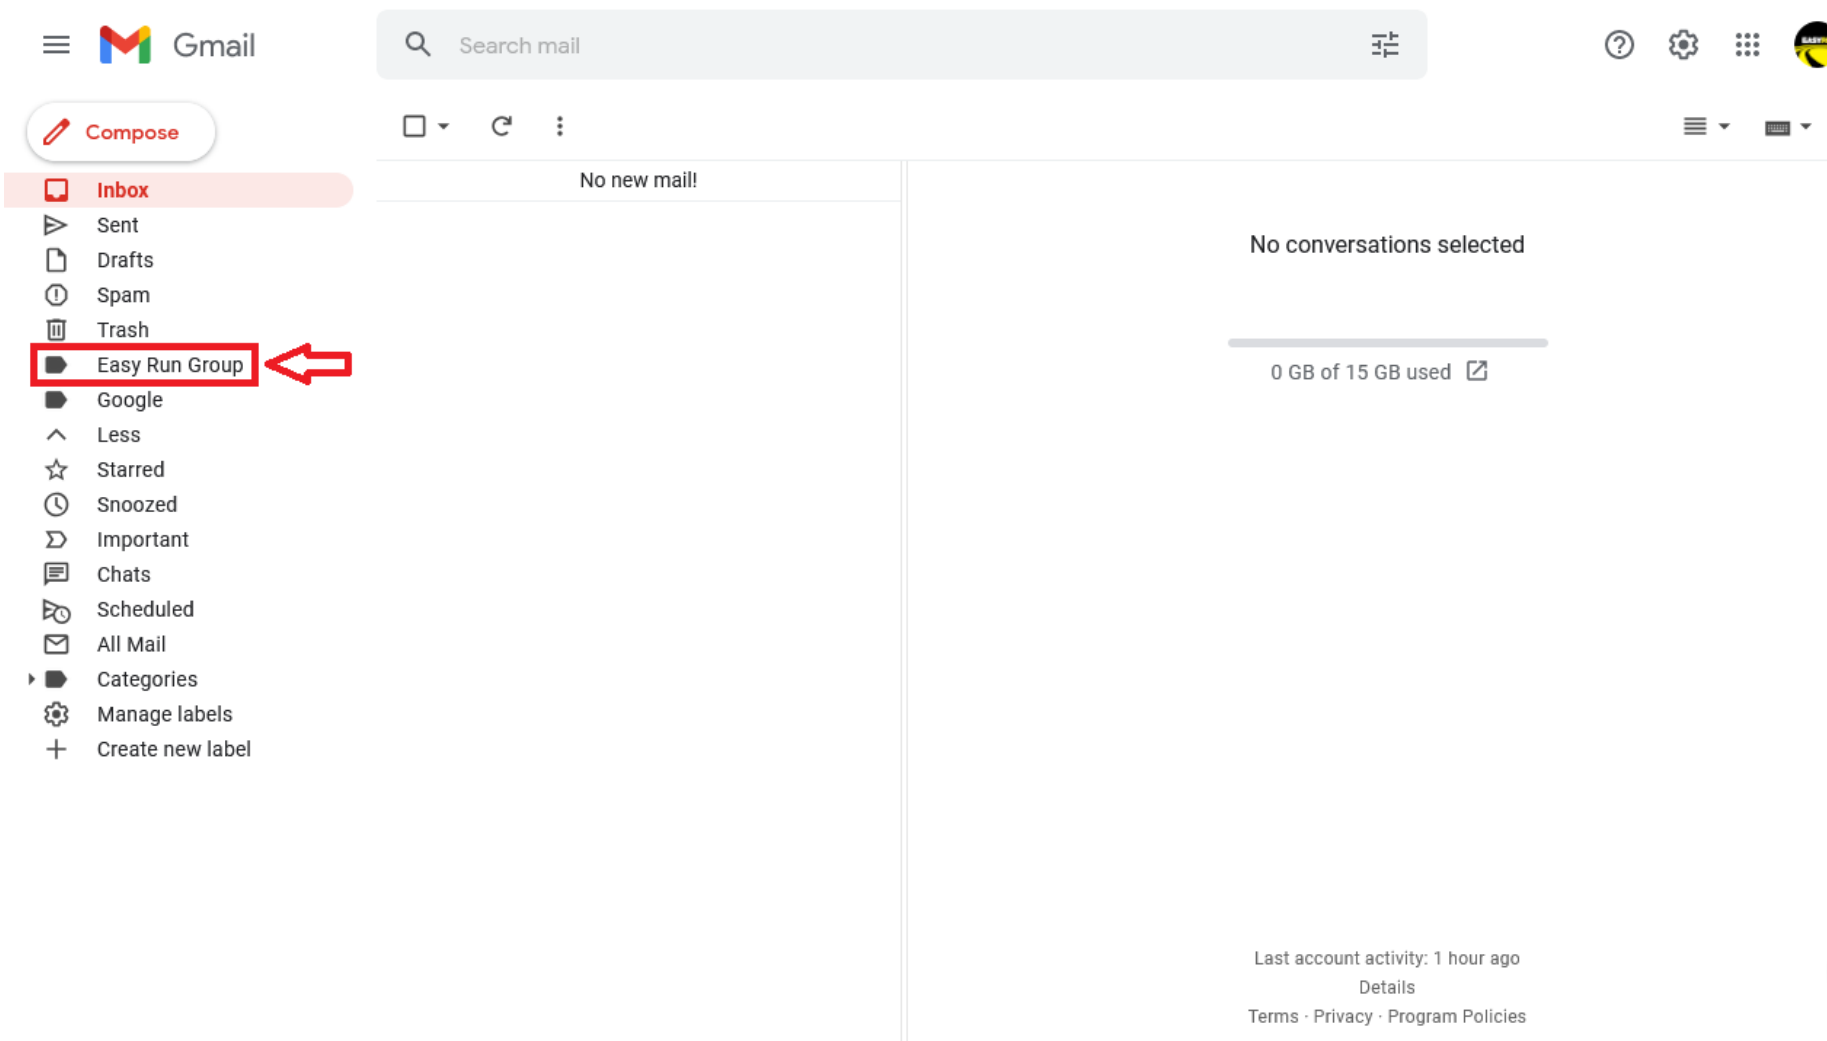 Gmail
Search mail
Compose
Inbox
Sent
Drafts
Spam
Trash
Easy Run Group
Google
Less
Starred
Snoozed
Important
Chats
Scheduled
All Mail
Categories
Manage labels
Create new label
No new mail!
No conversations selected
0 GB of 15 GB used
Last account activity: 1 hour ago
Details
Terms · Privacy · Program Policies